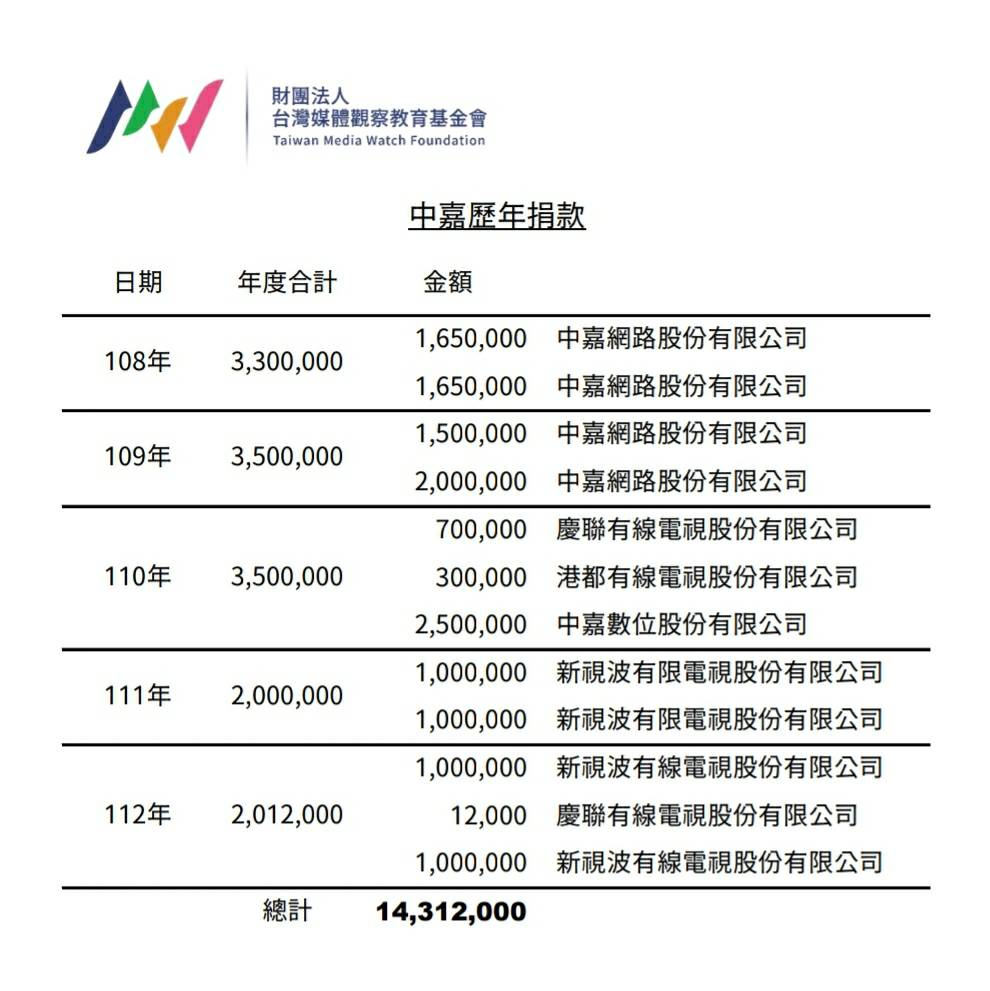 財團法人
台灣媒體觀察教育基金會
Taiwan Media Watch Foundation
中嘉歷年捐款
日期 年度合計 金額
1,650,000 中嘉網路股份有限公司
108年 3,300,000
1,650,000 中嘉網路股份有限公司
1,500,000 中嘉網路股份有限公司
109年 3,500,000
2,000,000 中嘉網路股份有限公司
700,000 慶聯有線電視股份有限公司
110年 3,500,000 300,000 港都有線電視股份有限公司
2,500,000 中嘉數位股份有限公司
1,000,000 新視波有限電視股份有限公司
111年 2,000,000
1,000,000 新視波有限電視股份有限公司
1,000,000 新視波有線電視股份有限公司
112年 2,012,000 12,000 慶聯有線電視股份有限公司
1,000,000 新視波有線電視股份有限公司
總計 14,312,000